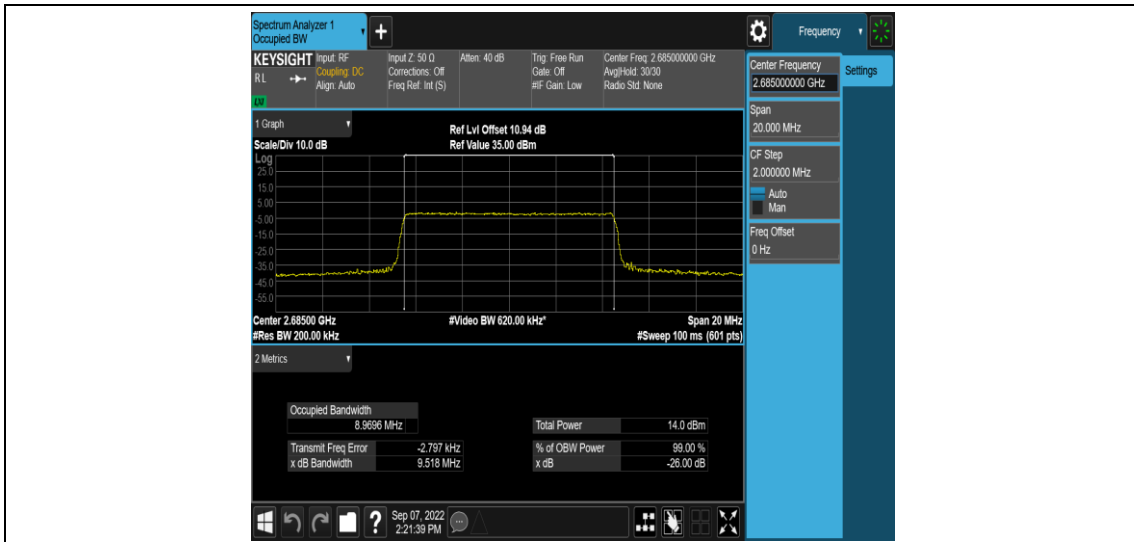 Spectrum Analyzer 1
Occupied BW
+
Frequency
KEYSIGHT
RL
LM
Input: RF
Coupling: DC
Align: Auto
Input Z: 50 Ω
Corrections: Off
Freq Ref: Int (S)
Atten: 40 dB
Trig: Free Run
Gate: Off
#IF Gain: Low
Center Freq: 2.685000000 GHz
Avg|Hold: 30/30
Radio Std: None
Center Frequency
2.685000000 GHz
Settings
Span
20.000 MHz
CF Step
2.000000 MHz
Auto
Man
Freq Offset
0 Hz
1 Graph
Scale/Div 10.0 dB
Ref Lvl Offset 10.94 dB
Ref Value 35.00 dBm
Log
25.0
15.0
5.00
-5.00
-15.0
-25.0
-35.0
-45.0
-55.0
Center 2.68500 GHz
#Video BW 620.00 kHz*
Span 20 MHz
#Res BW 200.00 kHz
#Sweep 100 ms (601 pts)
2 Metrics
Occupied Bandwidth
8.9696 MHz
Total Power 14.0 dBm
Transmit Freq Error -2.797 kHz
% of OBW Power 99.00 %
x dB Bandwidth 9.518 MHz
x dB -26.00 dB
?
Sep 07, 2022
2:21:39 PM